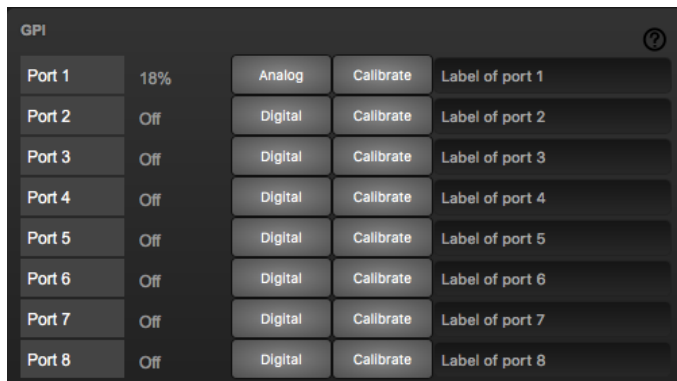 GPI
?
Port 1 18% Analog Calibrate Label of port 1
Port 2 Off Digital Calibrate Label of port 2
Port 3 Off Digital Calibrate Label of port 3
Port 4 Off Digital Calibrate Label of port 4
Port 5 Off Digital Calibrate Label of port 5
Port 6 Off Digital Calibrate Label of port 6
Port 7 Off Digital Calibrate Label of port 7
Port 8 Off Digital Calibrate Label of port 8